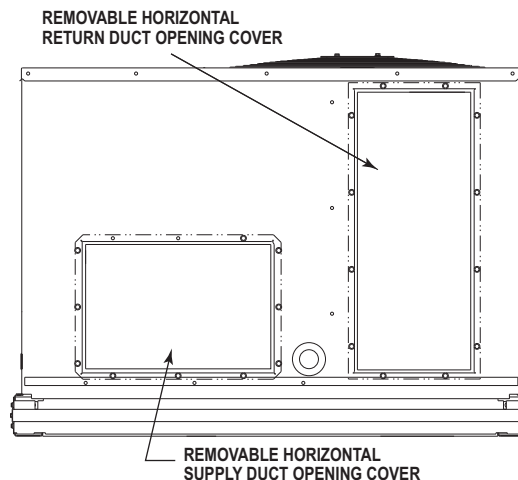 REMOVABLE HORIZONTAL
RETURN DUCT OPENING COVER
REMOVABLE HORIZONTAL
SUPPLY DUCT OPENING COVER